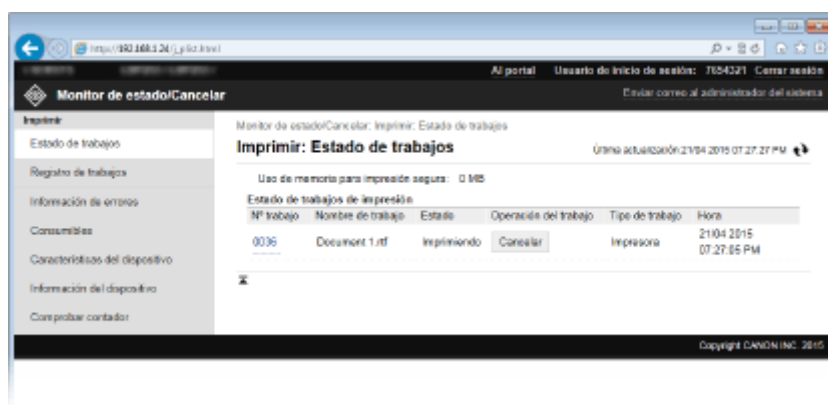 http://192.168.1.24/j_plist.html
Al portal Usuario de inicio de sesión: 7654321 Cerrar sesión
Monitor de estado/Cancelar
Enviar correo al administrador del sistema
Imprimir
Estado de trabajos
Registro de trabajos
Información de errores
Consumibles
Características del dispositivo
Información del dispositivo
Comprobar contador
Monitor de estado/Cancelar: Imprimir: Estado de trabajos
Imprimir: Estado de trabajos
Última actualización:21/04 2015 07:27:27 PM
Uso de memoria para impresión segura: 0 MB
Estado de trabajos de impresión
Nº trabajo Nombre de trabajo Estado Operación del trabajo Tipo de trabajo Hora
0036 Document 1.rtf Imprimiendo Cancelar Impresora 21/04 2015
07:27:05 PM
Copyright CANON INC. 2015